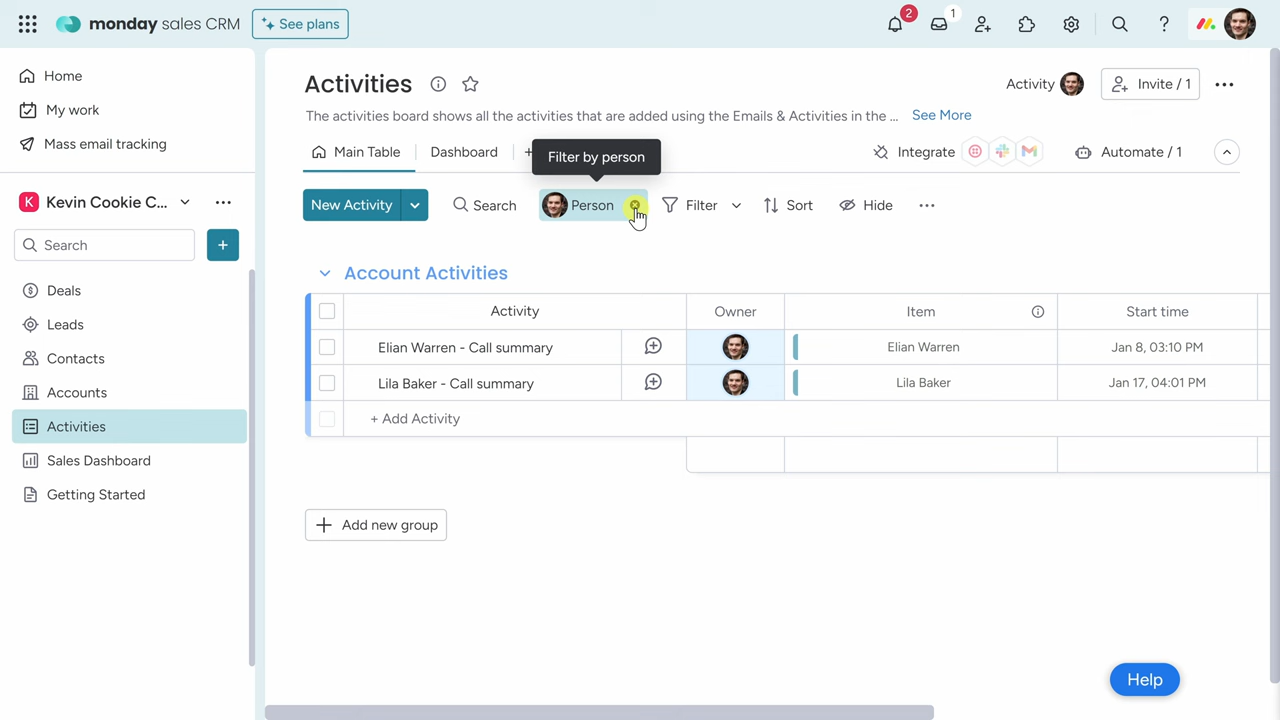 monday sales CRM
See plans
2
1
Home
My work
Mass email tracking
K
Kevin Cookie C...
Search
+
Deals
Leads
Contacts
Accounts
Activities
Sales Dashboard
Getting Started
Activities
Activity
Invite / 1
The activities board shows all the activities that are added using the Emails & Activities in the ... See More
Main Table
Dashboard
+
Filter by person
Integrate
Automate / 1
New Activity
Search
Person
Filter
Sort
Hide
Account Activities
Activity
Owner
Item
Start time
Elian Warren - Call summary
Elian Warren
Jan 8, 03:10 PM
Lila Baker - Call summary
Lila Baker
Jan 17, 04:01 PM
+ Add Activity
+ Add new group
Help